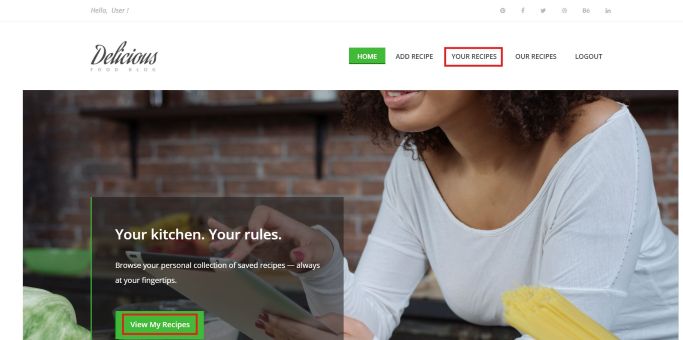 Hello, User !
Delicious
FOOD BLOG
HOME
ADD RECIPE
YOUR RECIPES
OUR RECIPES
LOGOUT
Your kitchen. Your rules.
Browse your personal collection of saved recipes — always
at your fingertips.
View My Recipes